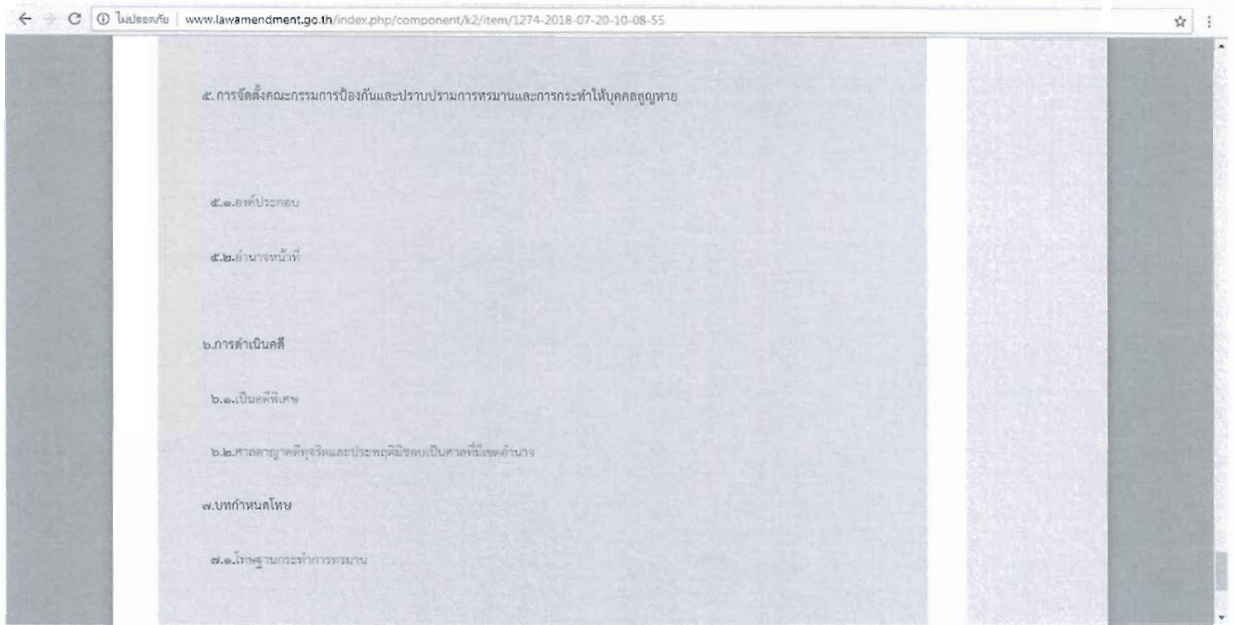 ไม่ปลอดภัย | www.lawamendment.go.th/index.php/component/k2/item/1274-2018-07-20-10-08-55
๕. การจัดตั้งคณะกรรมการป้องกันและปราบปรามการทรมานและการกระทำให้บุคคลสูญหาย
๕.๑.องค์ประกอบ
๕.๒.อำนาจหน้าที่
๖.การดำเนินคดี
๖.๑.เป็นคดีพิเศษ
๖.๒.ศาลอาญาคดีทุจริตและประพฤติมิชอบเป็นศาลที่มีเขตอำนาจ
๗.บทกำหนดโทษ
๗.๑.โทษฐานกระทำการทรมาน